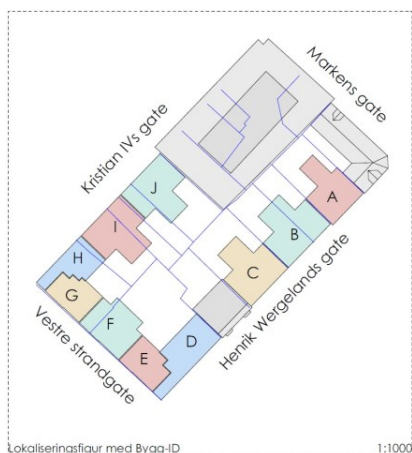 Markens gate
Kristian IVs gate
A
J
B
I
Henrik Wergelands gate
H
C
G
Vestre strandgate
F
D
E
Lokaliseringsfigur med Bygg-ID 1:1000